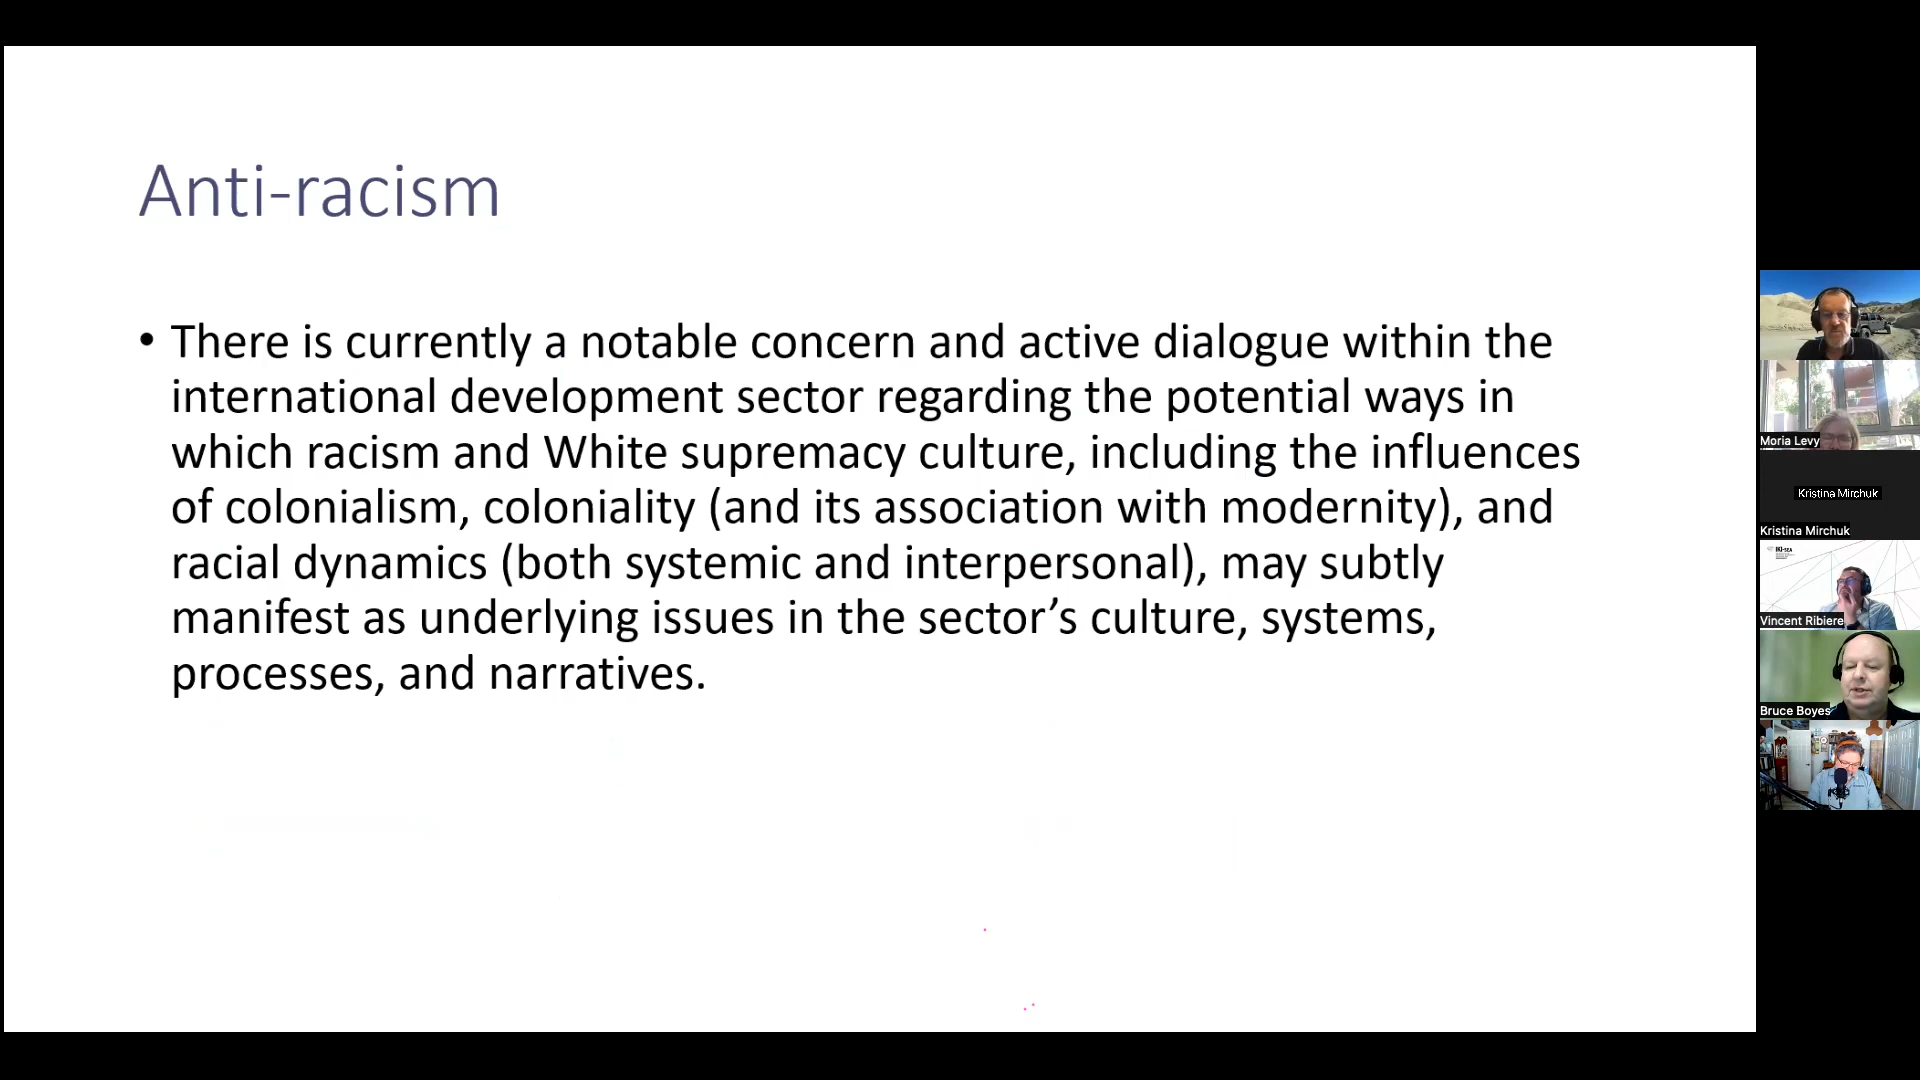 Anti-racism
• There is currently a notable concern and active dialogue within the
international development sector regarding the potential ways in
which racism and White supremacy culture, including the influences
of colonialism, coloniality (and its association with modernity), and
racial dynamics (both systemic and interpersonal), may subtly
manifest as underlying issues in the sector’s culture, systems,
processes, and narratives.
Moria Levy
Kristina Mirchuk
Kristina Mirchuk
IKI-SEA
Vincent Ribiere
Bruce Boyes